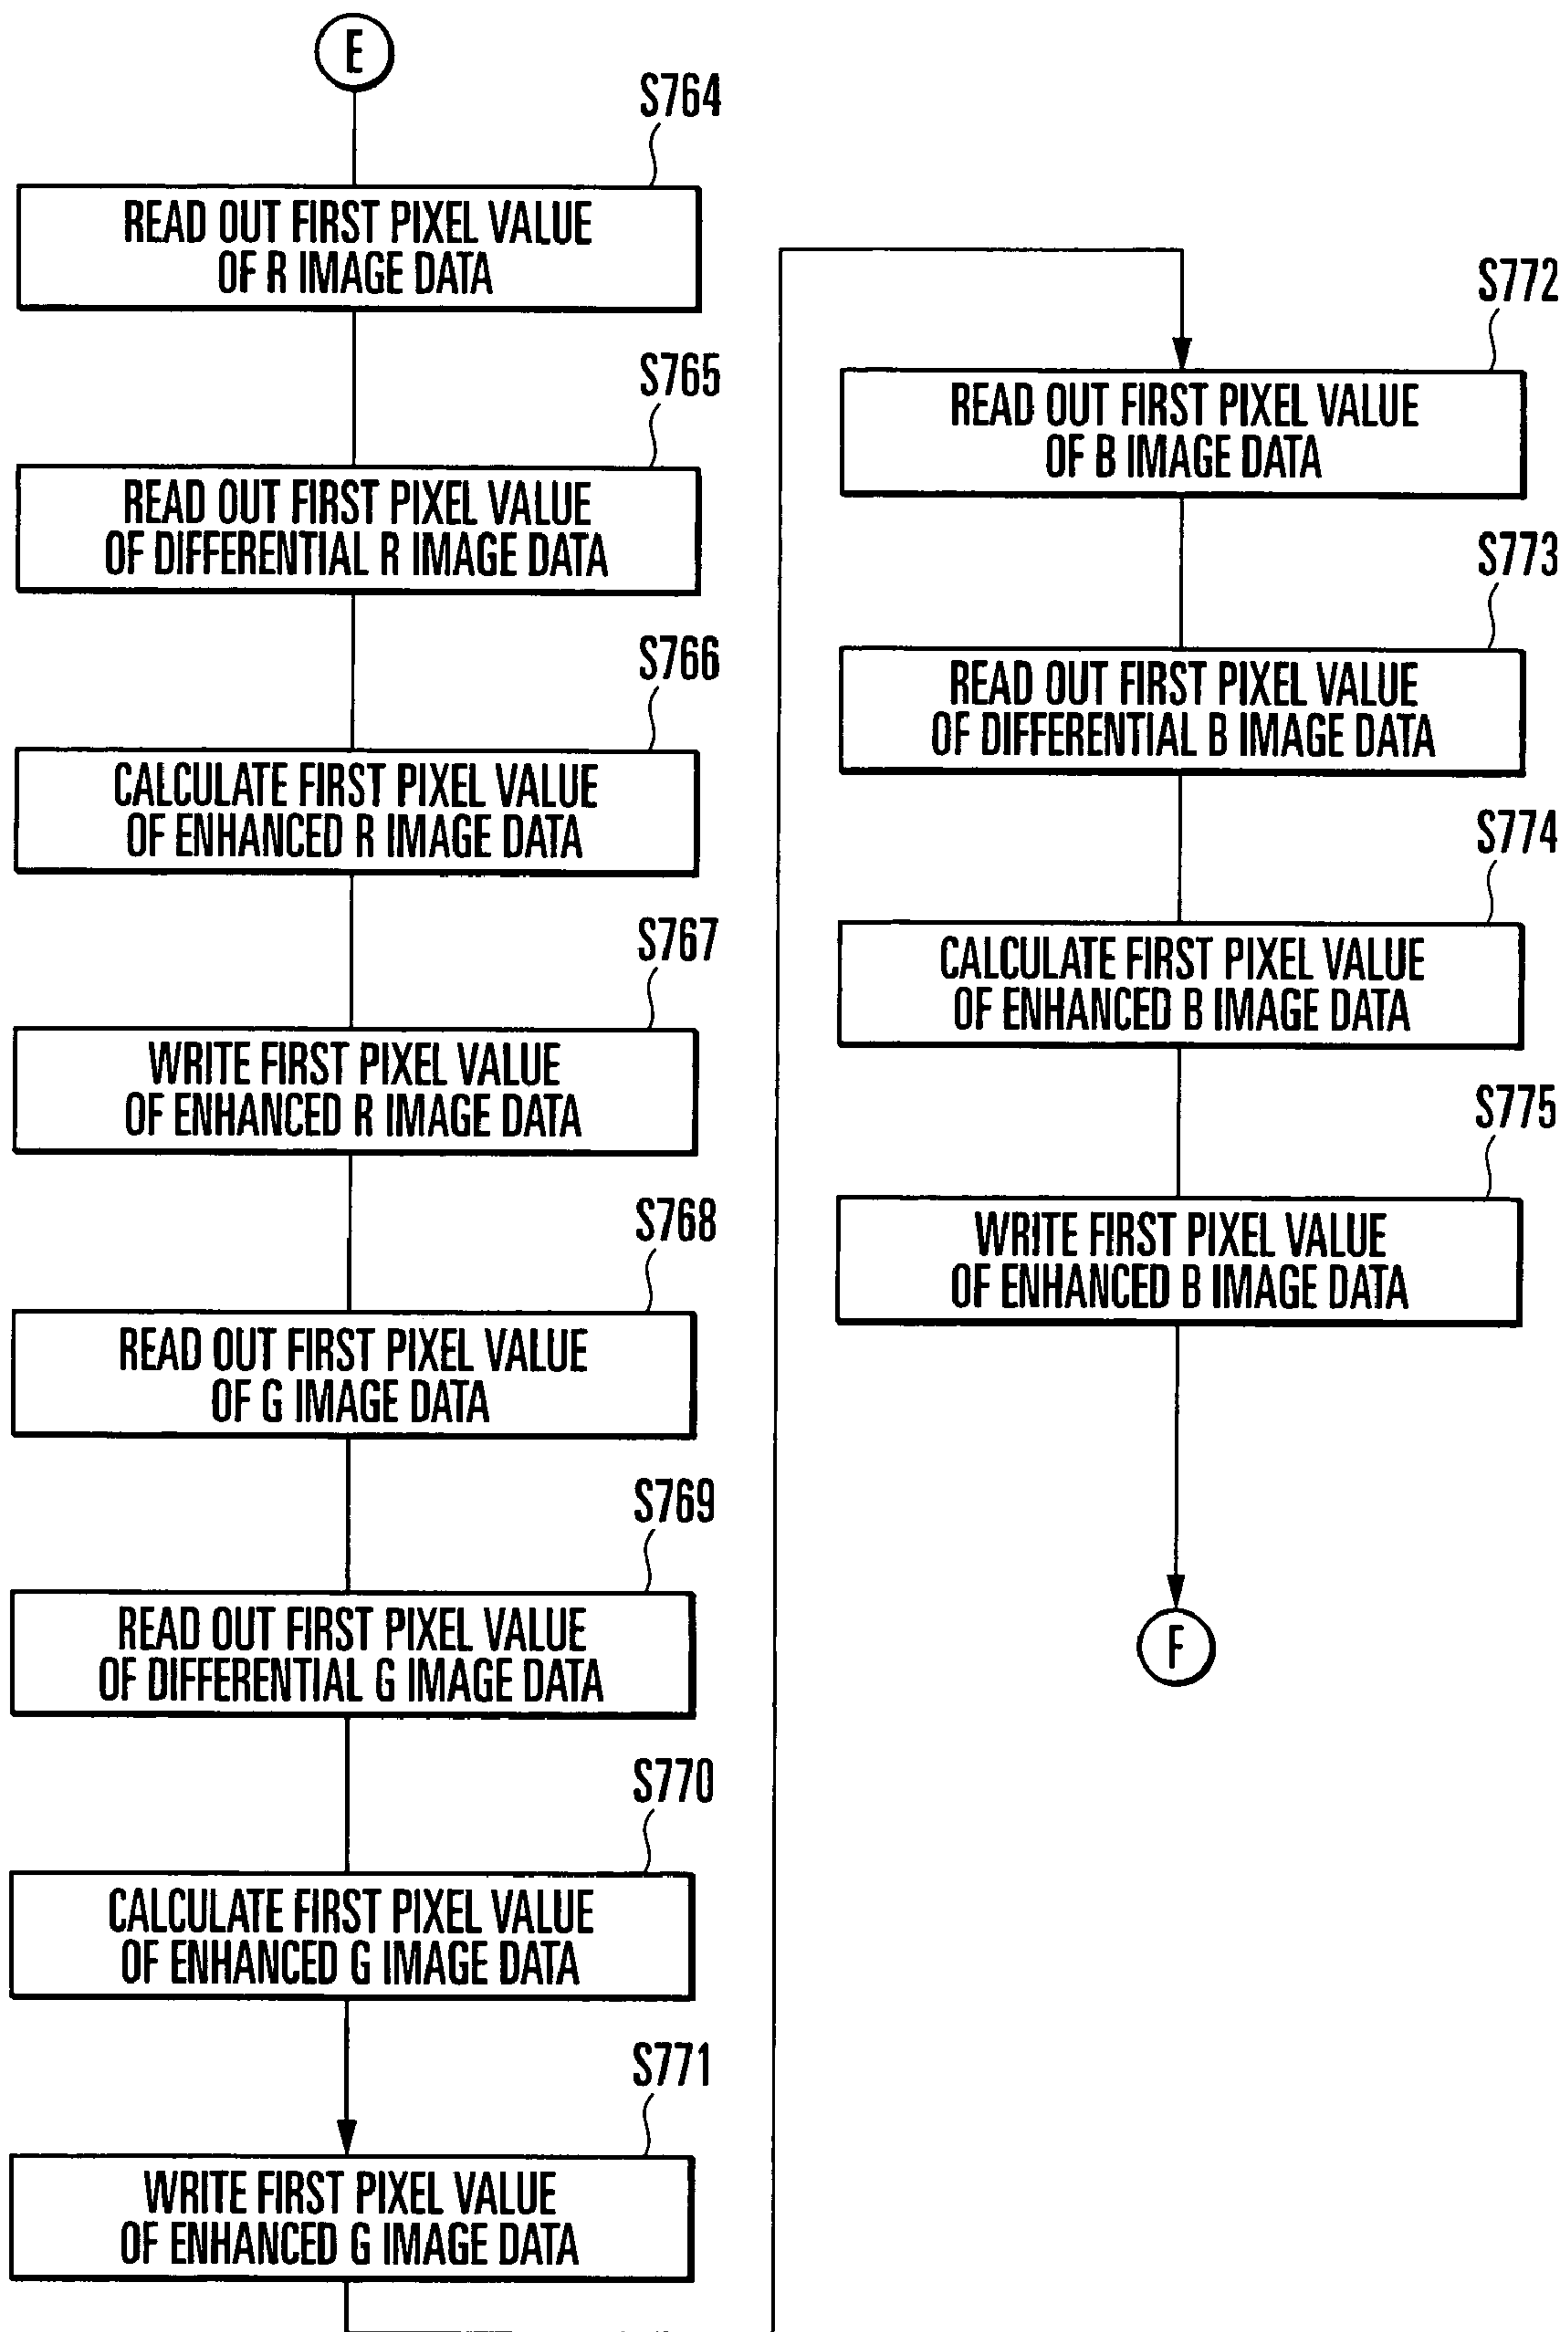 E
S764
READ OUT FIRST PIXEL VALUE
OF R IMAGE DATA
S765
READ OUT FIRST PIXEL VALUE
OF DIFFERENTIAL R IMAGE DATA
S766
CALCULATE FIRST PIXEL VALUE
OF ENHANCED R IMAGE DATA
S767
WRITE FIRST PIXEL VALUE
OF ENHANCED R IMAGE DATA
S768
READ OUT FIRST PIXEL VALUE
OF G IMAGE DATA
S769
READ OUT FIRST PIXEL VALUE
OF DIFFERENTIAL G IMAGE DATA
S770
CALCULATE FIRST PIXEL VALUE
OF ENHANCED G IMAGE DATA
S771
WRITE FIRST PIXEL VALUE
OF ENHANCED G IMAGE DATA
S772
READ OUT FIRST PIXEL VALUE
OF B IMAGE DATA
S773
READ OUT FIRST PIXEL VALUE
OF DIFFERENTIAL B IMAGE DATA
S774
CALCULATE FIRST PIXEL VALUE
OF ENHANCED B IMAGE DATA
S775
WRITE FIRST PIXEL VALUE
OF ENHANCED B IMAGE DATA
F